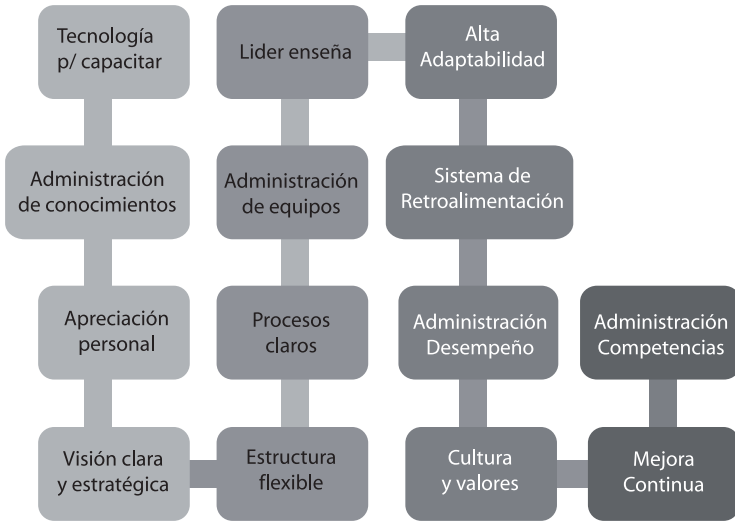 Tecnología
p/ capacitar
Administración
de conocimientos
Apreciación
personal
Visión clara
y estratégica
Lider enseña
Administración
de equipos
Procesos
claros
Estructura
flexible
Alta
Adaptabilidad
Sistema de
Retroalimentación
Administración
Desempeño
Cultura
y valores
Administración
Competencias
Mejora
Continua